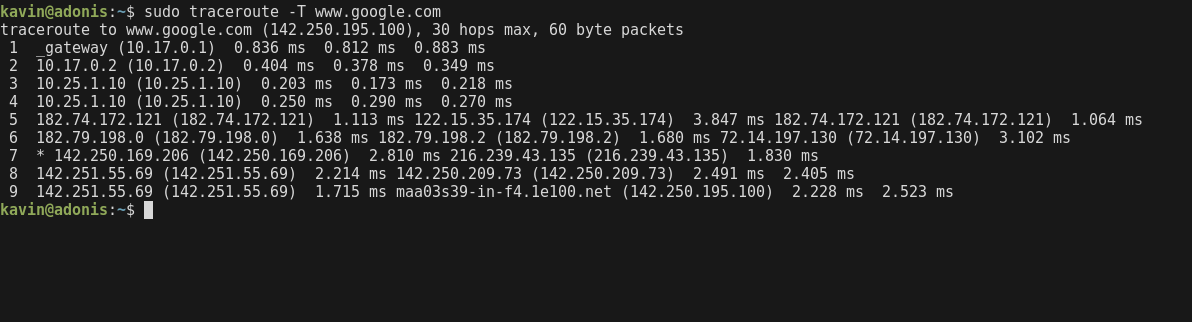 kavin@adonis:~$ sudo traceroute -T www.google.com
traceroute to www.google.com (142.250.195.100), 30 hops max, 60 byte packets
 1  _gateway (10.17.0.1)  0.836 ms  0.812 ms  0.883 ms
 2  10.17.0.2 (10.17.0.2)  0.404 ms  0.378 ms  0.349 ms
 3  10.25.1.10 (10.25.1.10)  0.203 ms  0.173 ms  0.218 ms
 4  10.25.1.10 (10.25.1.10)  0.250 ms  0.290 ms  0.270 ms
 5  182.74.172.121 (182.74.172.121)  1.113 ms 122.15.35.174 (122.15.35.174)  3.847 ms 182.74.172.121 (182.74.172.121)  1.064 ms
 6  182.79.198.0 (182.79.198.0)  1.638 ms 182.79.198.2 (182.79.198.2)  1.680 ms 72.14.197.130 (72.14.197.130)  3.102 ms
 7  * 142.250.169.206 (142.250.169.206)  2.810 ms 216.239.43.135 (216.239.43.135)  1.830 ms
 8  142.251.55.69 (142.251.55.69)  2.214 ms 142.250.209.73 (142.250.209.73)  2.491 ms  2.405 ms
 9  142.251.55.69 (142.251.55.69)  1.715 ms maa03s39-in-f4.1e100.net (142.250.195.100)  2.228 ms  2.523 ms
kavin@adonis:~$